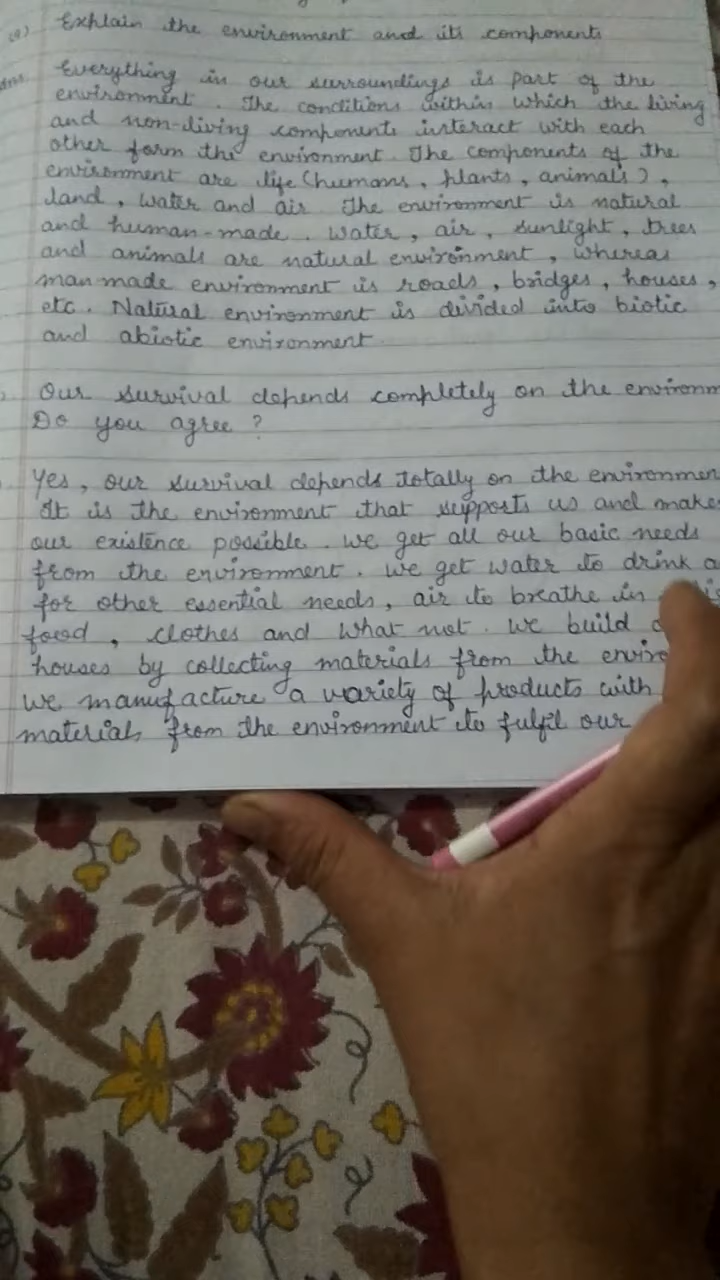 Explain the environment and its components
Ans. Everything in our surroundings is part of the
environment. The conditions within which the living
and non-living components interact with each
other form the environment. The components of the
environment are life (humans, plants, animals),
land, water and air. The environment is natural
and human-made. Water, air, sunlight, trees
and animals are natural environment, whereas
man-made environment is roads, bridges, houses,
etc. Natural environment is divided into biotic
and abiotic environment.
Our survival depends completely on the environm
Do you agree?
Yes, our survival depends totally on the environmen
It is the environment that supports us and make
our existence possible. We get all our basic needs
from the environment. We get water to drink a
for other essential needs, air to breathe in
food, clothes and what not. We build
houses by collecting materials from the enviro
We manufacture a variety of products with
materials from the environment to fulfil our